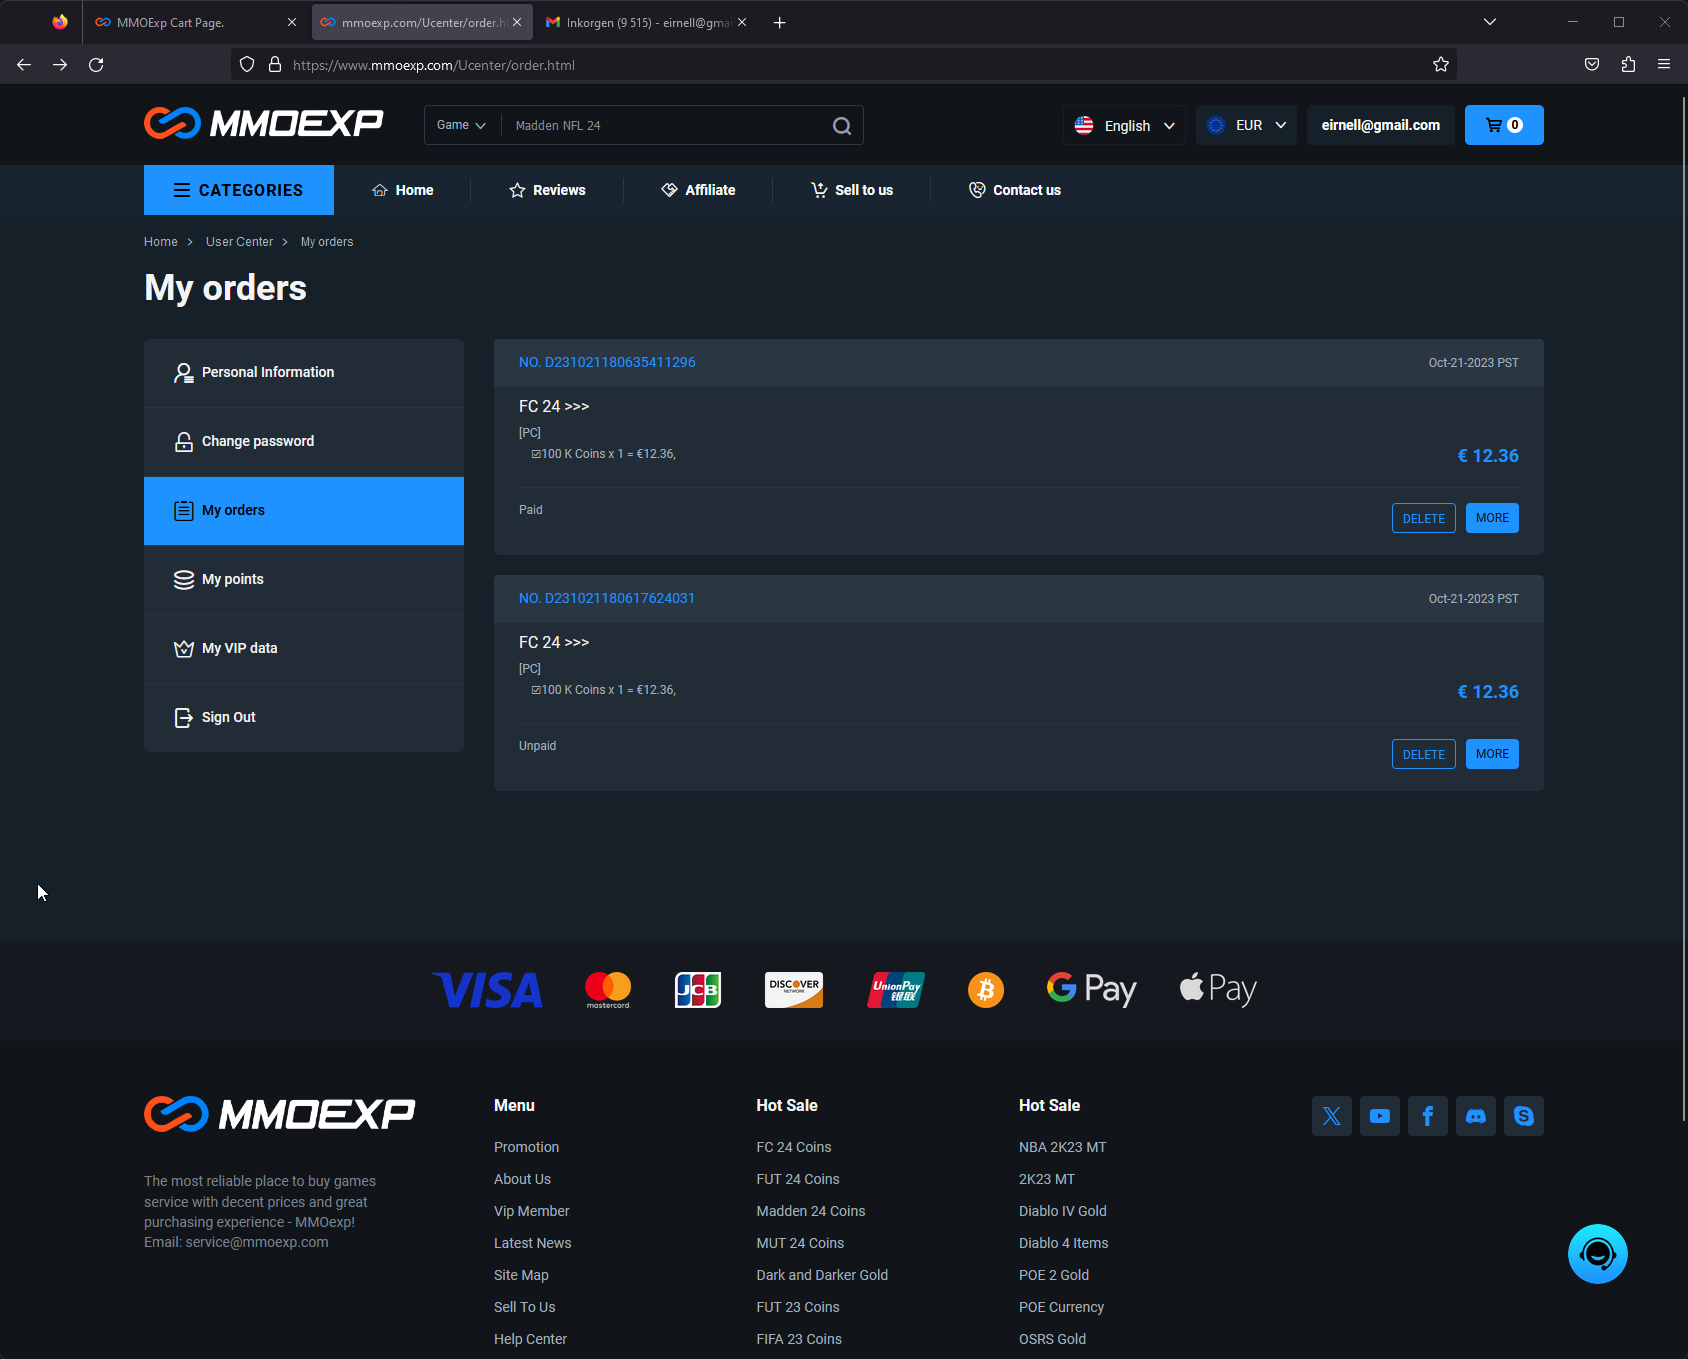 MMOExp Cart Page.
mmoexp.com/Ucenter/order.h
Inkorgen (9 515) - eirnell@gma
https://www.mmoexp.com/Ucenter/order.html
MMOEXP
Game
Madden NFL 24
English
EUR
eirnell@gmail.com
0
CATEGORIES
Home
Reviews
Affiliate
Sell to us
Contact us
Home > User Center > My orders
My orders
Personal Information
Change password
My orders
My points
My VIP data
Sign Out
NO. D231021180635411296
Oct-21-2023 PST
FC 24 >>>
[PC]
☑100 K Coins x 1 = €12.36,
€ 12.36
Paid
DELETE
MORE
NO. D231021180617624031
Oct-21-2023 PST
FC 24 >>>
[PC]
☑100 K Coins x 1 = €12.36,
€ 12.36
Unpaid
DELETE
MORE
VISA
mastercard.
JCB
DISCOVER
NETWORK
UnionPay
银联
G Pay
Pay
MMOEXP
The most reliable place to buy games
service with decent prices and great
purchasing experience - MMOexp!
Email: service@mmoexp.com
Menu
Promotion
About Us
Vip Member
Latest News
Site Map
Sell To Us
Help Center
Hot Sale
FC 24 Coins
FUT 24 Coins
Madden 24 Coins
MUT 24 Coins
Dark and Darker Gold
FUT 23 Coins
FIFA 23 Coins
Hot Sale
NBA 2K23 MT
2K23 MT
Diablo IV Gold
Diablo 4 Items
POE 2 Gold
POE Currency
OSRS Gold